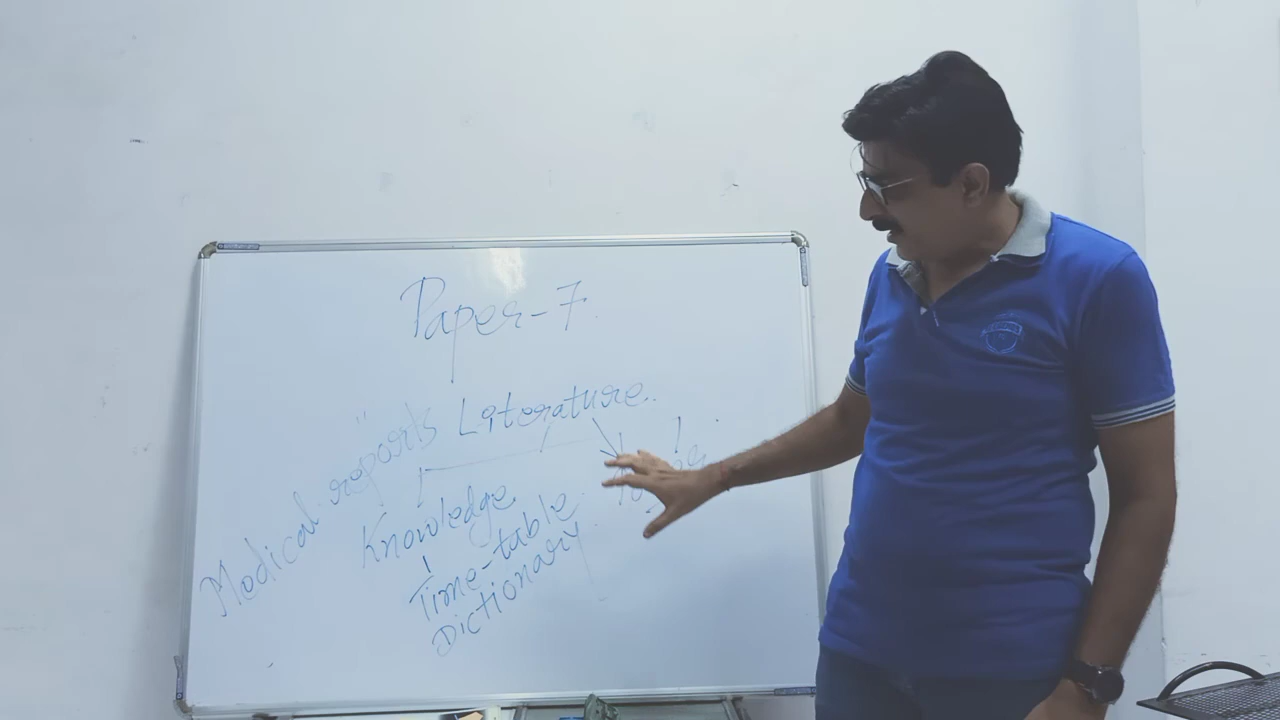 Paper-7.
Literature.
Medical reports
Knowledge
Time-table
Dictionary